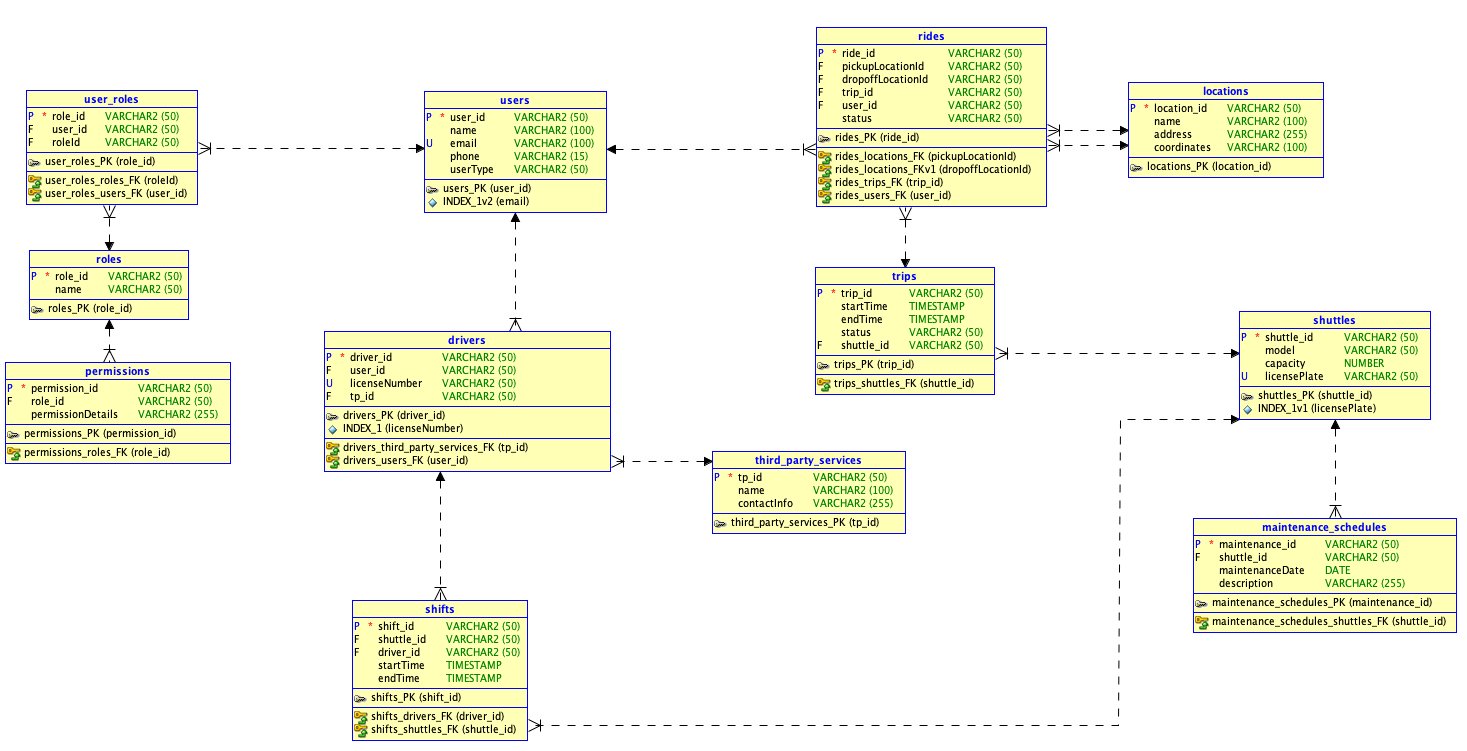 user_roles
P * role_id VARCHAR2 (50)
F user_id VARCHAR2 (50)
F roleId VARCHAR2 (50)
user_roles_PK (role_id)
user_roles_roles_FK (roleId)
user_roles_users_FK (user_id)
users
P * user_id VARCHAR2 (50)
name VARCHAR2 (100)
U email VARCHAR2 (100)
phone VARCHAR2 (15)
userType VARCHAR2 (50)
users_PK (user_id)
INDEX_1v2 (email)
rides
P * ride_id VARCHAR2 (50)
F pickupLocationId VARCHAR2 (50)
F dropoffLocationId VARCHAR2 (50)
F trip_id VARCHAR2 (50)
F user_id VARCHAR2 (50)
status VARCHAR2 (50)
rides_PK (ride_id)
rides_locations_FK (pickupLocationId)
rides_locations_FKv1 (dropoffLocationId)
rides_trips_FK (trip_id)
rides_users_FK (user_id)
locations
P * location_id VARCHAR2 (50)
name VARCHAR2 (100)
address VARCHAR2 (255)
coordinates VARCHAR2 (100)
locations_PK (location_id)
roles
P * role_id VARCHAR2 (50)
name VARCHAR2 (50)
roles_PK (role_id)
permissions
P * permission_id VARCHAR2 (50)
F role_id VARCHAR2 (50)
permissionDetails VARCHAR2 (255)
permissions_PK (permission_id)
permissions_roles_FK (role_id)
drivers
P * driver_id VARCHAR2 (50)
F user_id VARCHAR2 (50)
U licenseNumber VARCHAR2 (50)
F tp_id VARCHAR2 (50)
drivers_PK (driver_id)
INDEX_1 (licenseNumber)
drivers_third_party_services_FK (tp_id)
drivers_users_FK (user_id)
trips
P * trip_id VARCHAR2 (50)
startTime TIMESTAMP
endTime TIMESTAMP
status VARCHAR2 (50)
F shuttle_id VARCHAR2 (50)
trips_PK (trip_id)
trips_shuttles_FK (shuttle_id)
shuttles
P * shuttle_id VARCHAR2 (50)
model VARCHAR2 (50)
capacity NUMBER
U licensePlate VARCHAR2 (50)
shuttles_PK (shuttle_id)
INDEX_1v1 (licensePlate)
third_party_services
P * tp_id VARCHAR2 (50)
name VARCHAR2 (100)
contactInfo VARCHAR2 (255)
third_party_services_PK (tp_id)
maintenance_schedules
P * maintenance_id VARCHAR2 (50)
F shuttle_id VARCHAR2 (50)
maintenanceDate DATE
description VARCHAR2 (255)
maintenance_schedules_PK (maintenance_id)
maintenance_schedules_shuttles_FK (shuttle_id)
shifts
P * shift_id VARCHAR2 (50)
F shuttle_id VARCHAR2 (50)
F driver_id VARCHAR2 (50)
startTime TIMESTAMP
endTime TIMESTAMP
shifts_PK (shift_id)
shifts_drivers_FK (driver_id)
shifts_shuttles_FK (shuttle_id)